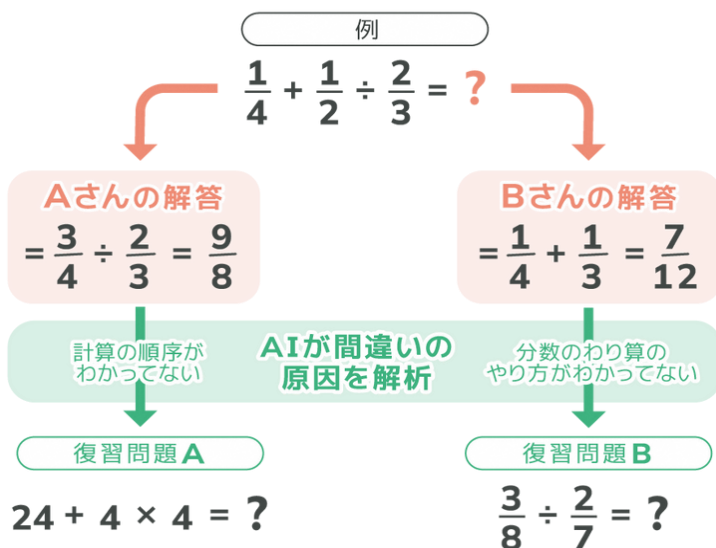 例
1/4 + 1/2 ÷ 2/3 = ?
Aさんの解答
= 3/4 ÷ 2/3 = 9/8
Bさんの解答
= 1/4 + 1/3 = 7/12
計算の順序が
わかってない
AIが間違いの
原因を解析
分数のわり算の
やり方がわかってない
復習問題A
24 + 4 × 4 = ?
復習問題B
3/8 ÷ 2/7 = ?